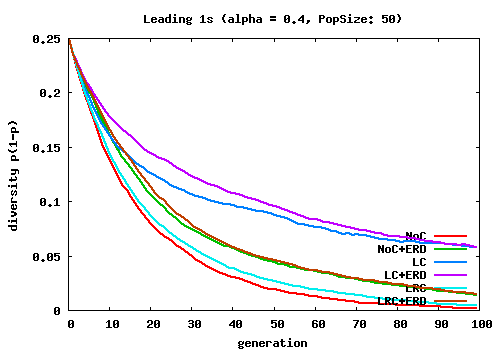 Leading 1s (alpha = 0.4, PopSize: 50)
diversity p(1-p)
0.25
0.2
0.15
0.1
0.05
0
0 10 20 30 40 50 60 70 80 90 100
generation
NoC
NoC+ERD
LC
LC+ERD
LRC
LRC+ERD